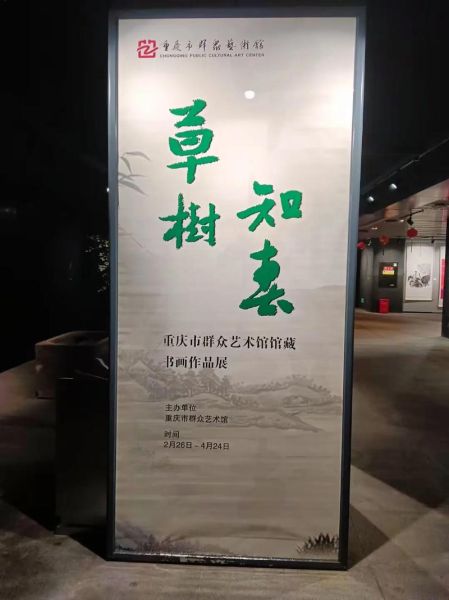 重庆市群众艺术馆
CHONGQING PUBLIC CULTURAL ART CENTER
草樹
知春
重庆市群众艺术馆馆藏
书画作品展
主办单位
重庆市群众艺术馆
时间
2月26日-4月24日